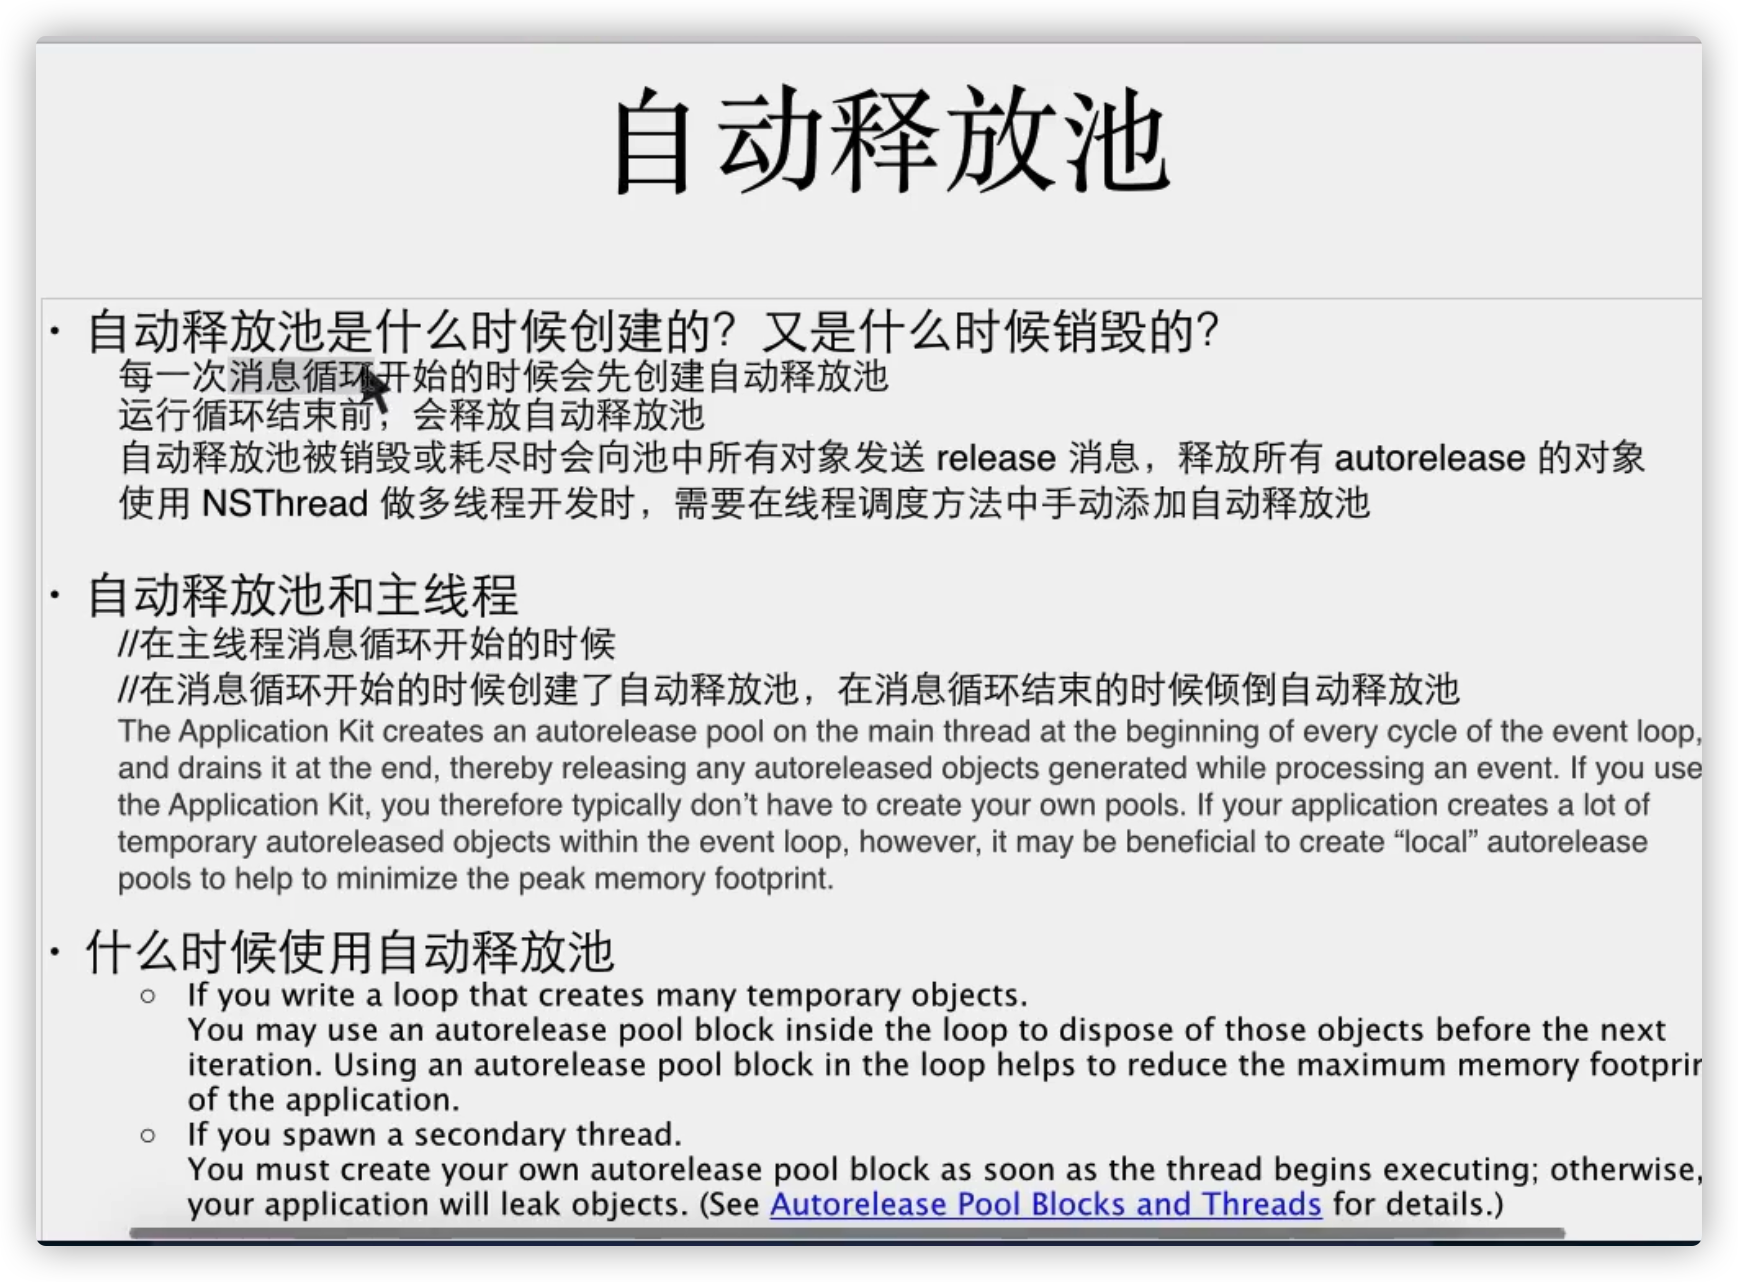 自动释放池
• 自动释放池是什么时候创建的？又是什么时候销毁的？
每一次消息循环开始的时候会先创建自动释放池
运行循环结束前，会释放自动释放池
自动释放池被销毁或耗尽时会向池中所有对象发送 release 消息，释放所有 autorelease 的对象
使用 NSThread 做多线程开发时，需要在线程调度方法中手动添加自动释放池
• 自动释放池和主线程
//在主线程消息循环开始的时候
//在消息循环开始的时候创建了自动释放池，在消息循环结束的时候倾倒自动释放池
The Application Kit creates an autorelease pool on the main thread at the beginning of every cycle of the event loop,
and drains it at the end, thereby releasing any autoreleased objects generated while processing an event. If you use
the Application Kit, you therefore typically don’t have to create your own pools. If your application creates a lot of
temporary autoreleased objects within the event loop, however, it may be beneficial to create “local” autorelease
pools to help to minimize the peak memory footprint.
• 什么时候使用自动释放池
○ If you write a loop that creates many temporary objects.
You may use an autorelease pool block inside the loop to dispose of those objects before the next
iteration. Using an autorelease pool block in the loop helps to reduce the maximum memory footprin
of the application.
○ If you spawn a secondary thread.
You must create your own autorelease pool block as soon as the thread begins executing; otherwise,
your application will leak objects. (See Autorelease Pool Blocks and Threads for details.)